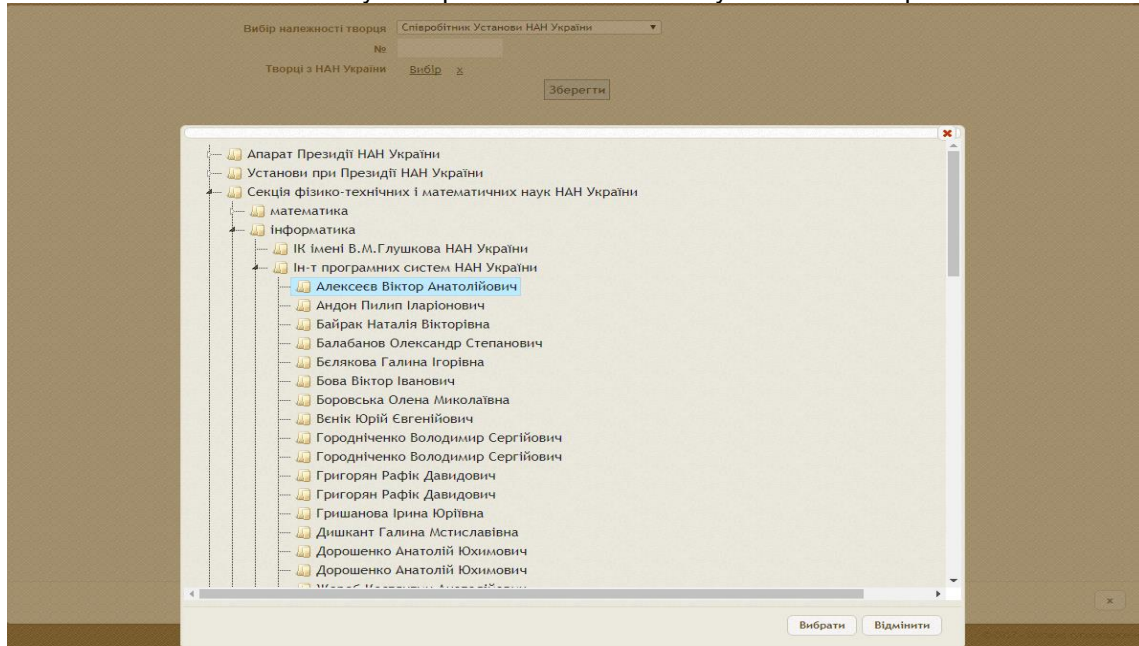 Вибір належності творця Співробітник Установи НАН України
№
Творці з НАН України Вибір x
Зберегти
Апарат Президії НАН України
Установи при Президії НАН України
Секція фізико-технічних і математичних наук НАН України
математика
інформатика
ІК імені В.М.Глушкова НАН України
Ін-т програмних систем НАН України
Алексеєв Віктор Анатолійович
Андон Пилип Іларіонович
Байрак Наталія Вікторівна
Балабанов Олександр Степанович
Бєлякова Галина Ігорівна
Бова Віктор Іванович
Боровська Олена Миколаївна
Вєнік Юрій Євгенійович
Городніченко Володимир Сергійович
Городніченко Володимир Сергійович
Григорян Рафік Давидович
Григорян Рафік Давидович
Гришанова Ірина Юріївна
Дишкант Галина Мстиславівна
Дорошенко Анатолій Юхимович
Дорошенко Анатолій Юхимович
Вибрати Відмінити